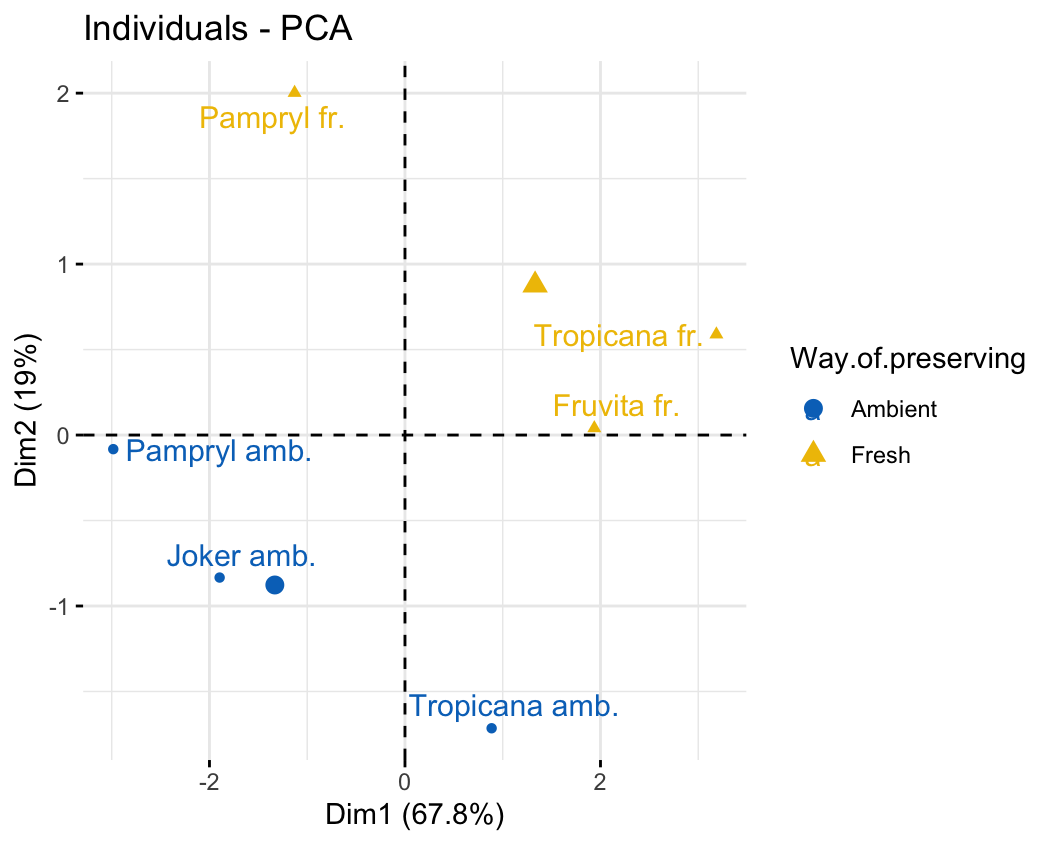 Individuals - PCA
2
Pampryl fr.
1
Tropicana fr.
Fruvita fr.
0
Pampryl amb.
Joker amb.
-1
Tropicana amb.
-2
0
2
Dim1 (67.8%)
Dim2 (19%)
Way.of.preserving
a Ambient
a Fresh